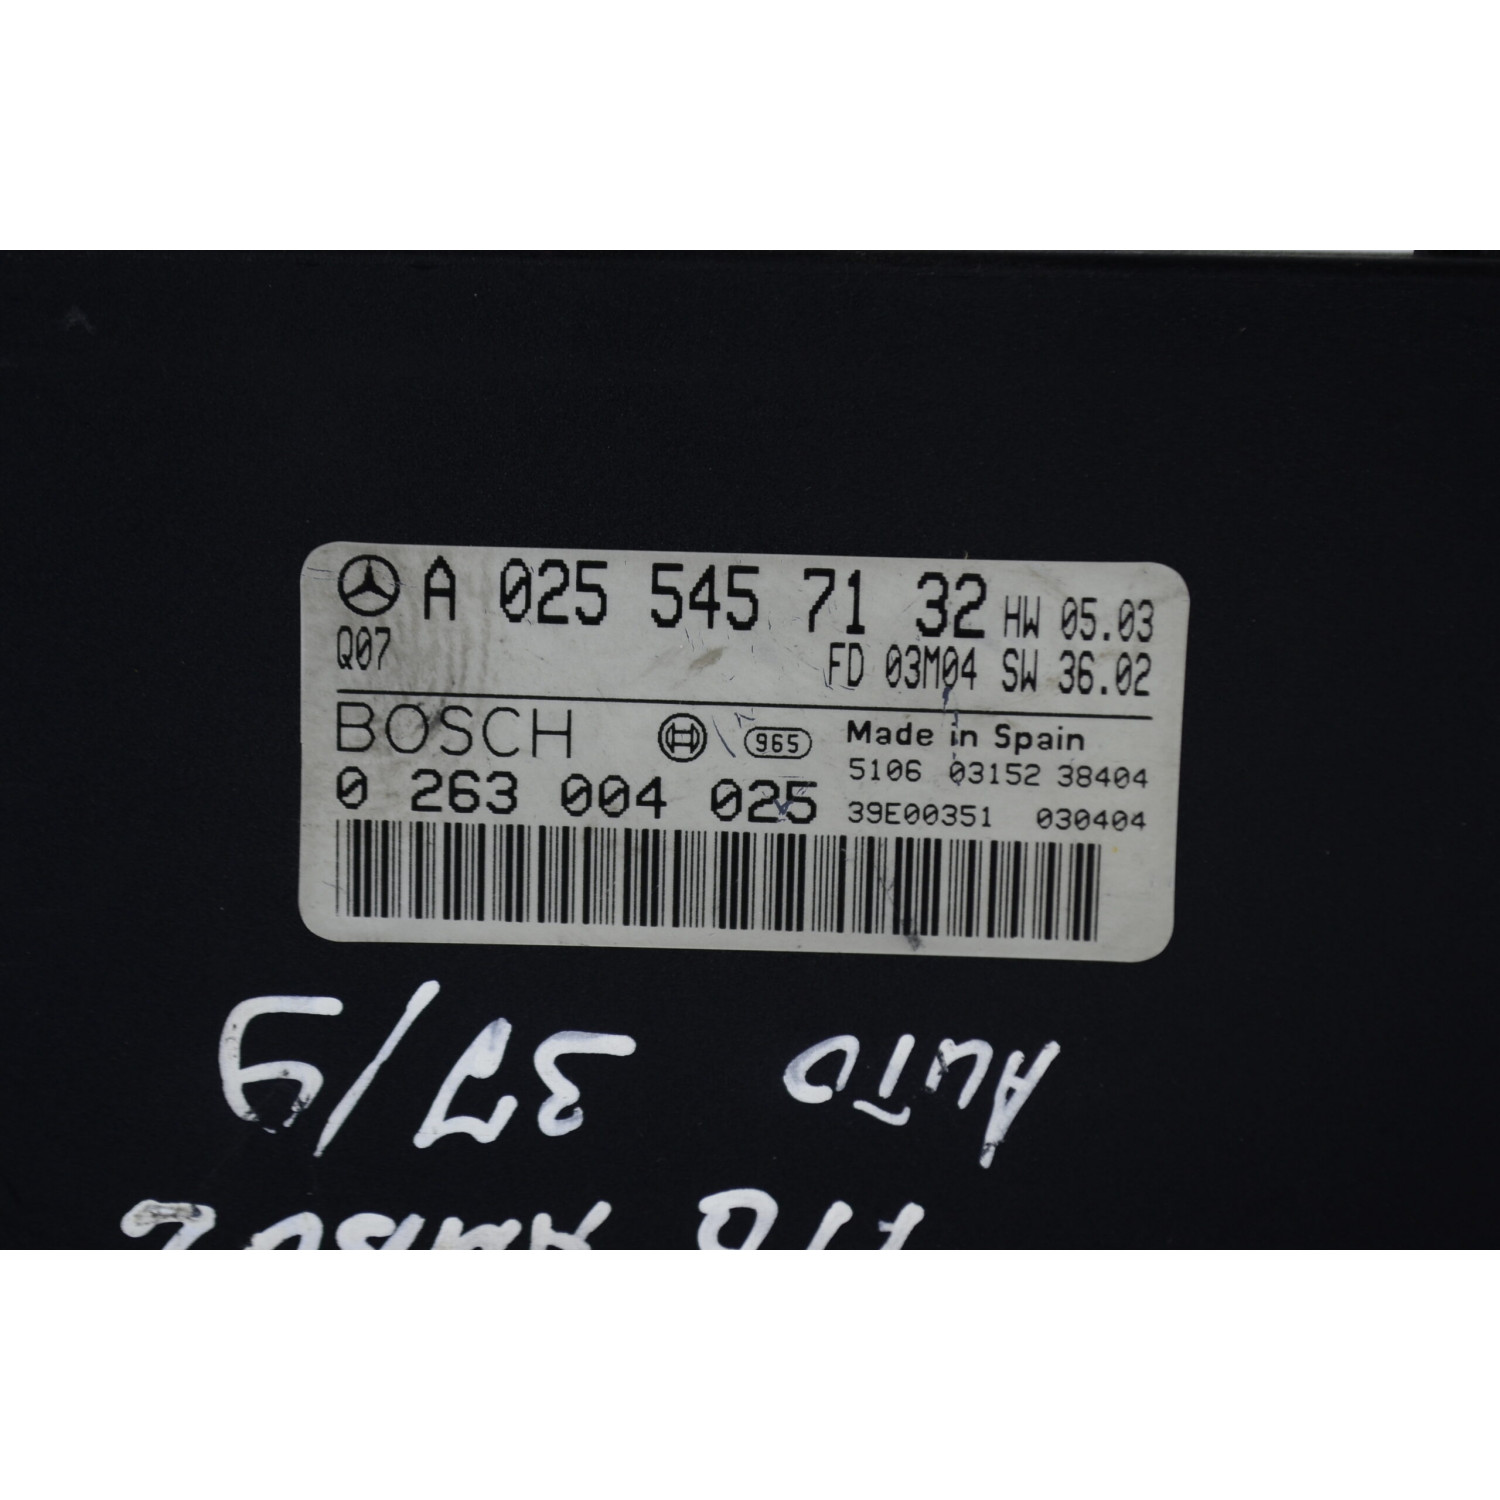 A 025 545 71 32 HW 05.03
Q07 FD 03M04 SW 36.02
BOSCH 965 Made in Spain
5106 03152 38404
0 263 004 025 39E00351 030404
AUTO 37/9